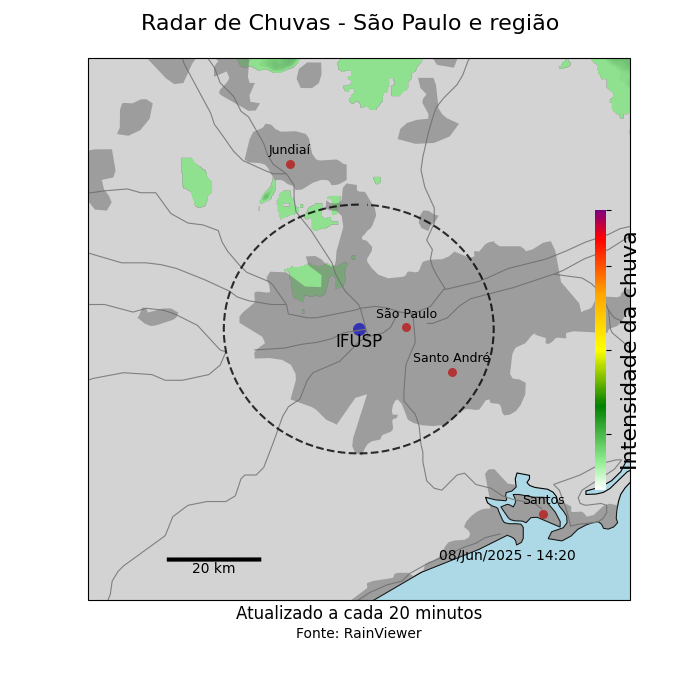 Radar de Chuvas - São Paulo e região
Jundiaí
São Paulo
IFUSP
Santo André
Intensidade da chuva
Santos
08/Jun/2025 - 14:20
20 km
Atualizado a cada 20 minutos
Fonte: RainViewer